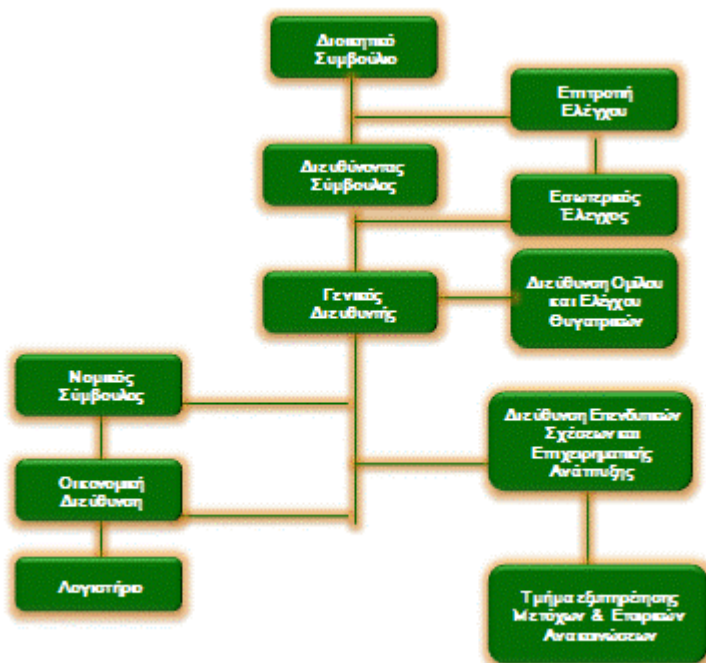 Διοικητικό
Συμβούλιο
Επιτροπή
Ελέγχου
Διευθύνοντας
Σύμβουλος
Εσωτερικός
Έλεγχος
Γενικός
Διευθυντής
Διεύθυνση Ομίλου
και Ελέγχου
Θυγατρικών
Νομικός
Σύμβουλος
Διεύθυνση Επενδυτικών
Σχέσεων και
Επιχειρηματικής
Ανάπτυξης
Οικονομική
Διεύθυνση
Λογιστήριο
Τμήμα εξυπηρέτησης
Μετόχων & Εταιρικών
Ανακοινώσεων